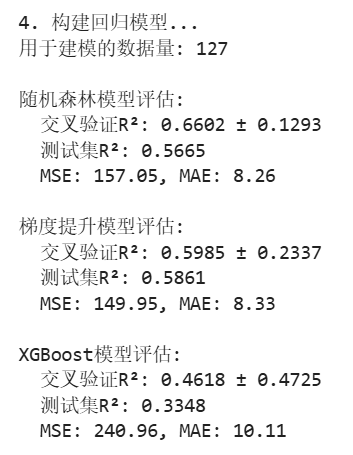 4. 构建回归模型...
用于建模的数据量: 127
随机森林模型评估:
交叉验证R²: 0.6602 ± 0.1293
测试集R²: 0.5665
MSE: 157.05, MAE: 8.26
梯度提升模型评估:
交叉验证R²: 0.5985 ± 0.2337
测试集R²: 0.5861
MSE: 149.95, MAE: 8.33
XGBoost模型评估:
交叉验证R²: 0.4618 ± 0.4725
测试集R²: 0.3348
MSE: 240.96, MAE: 10.11